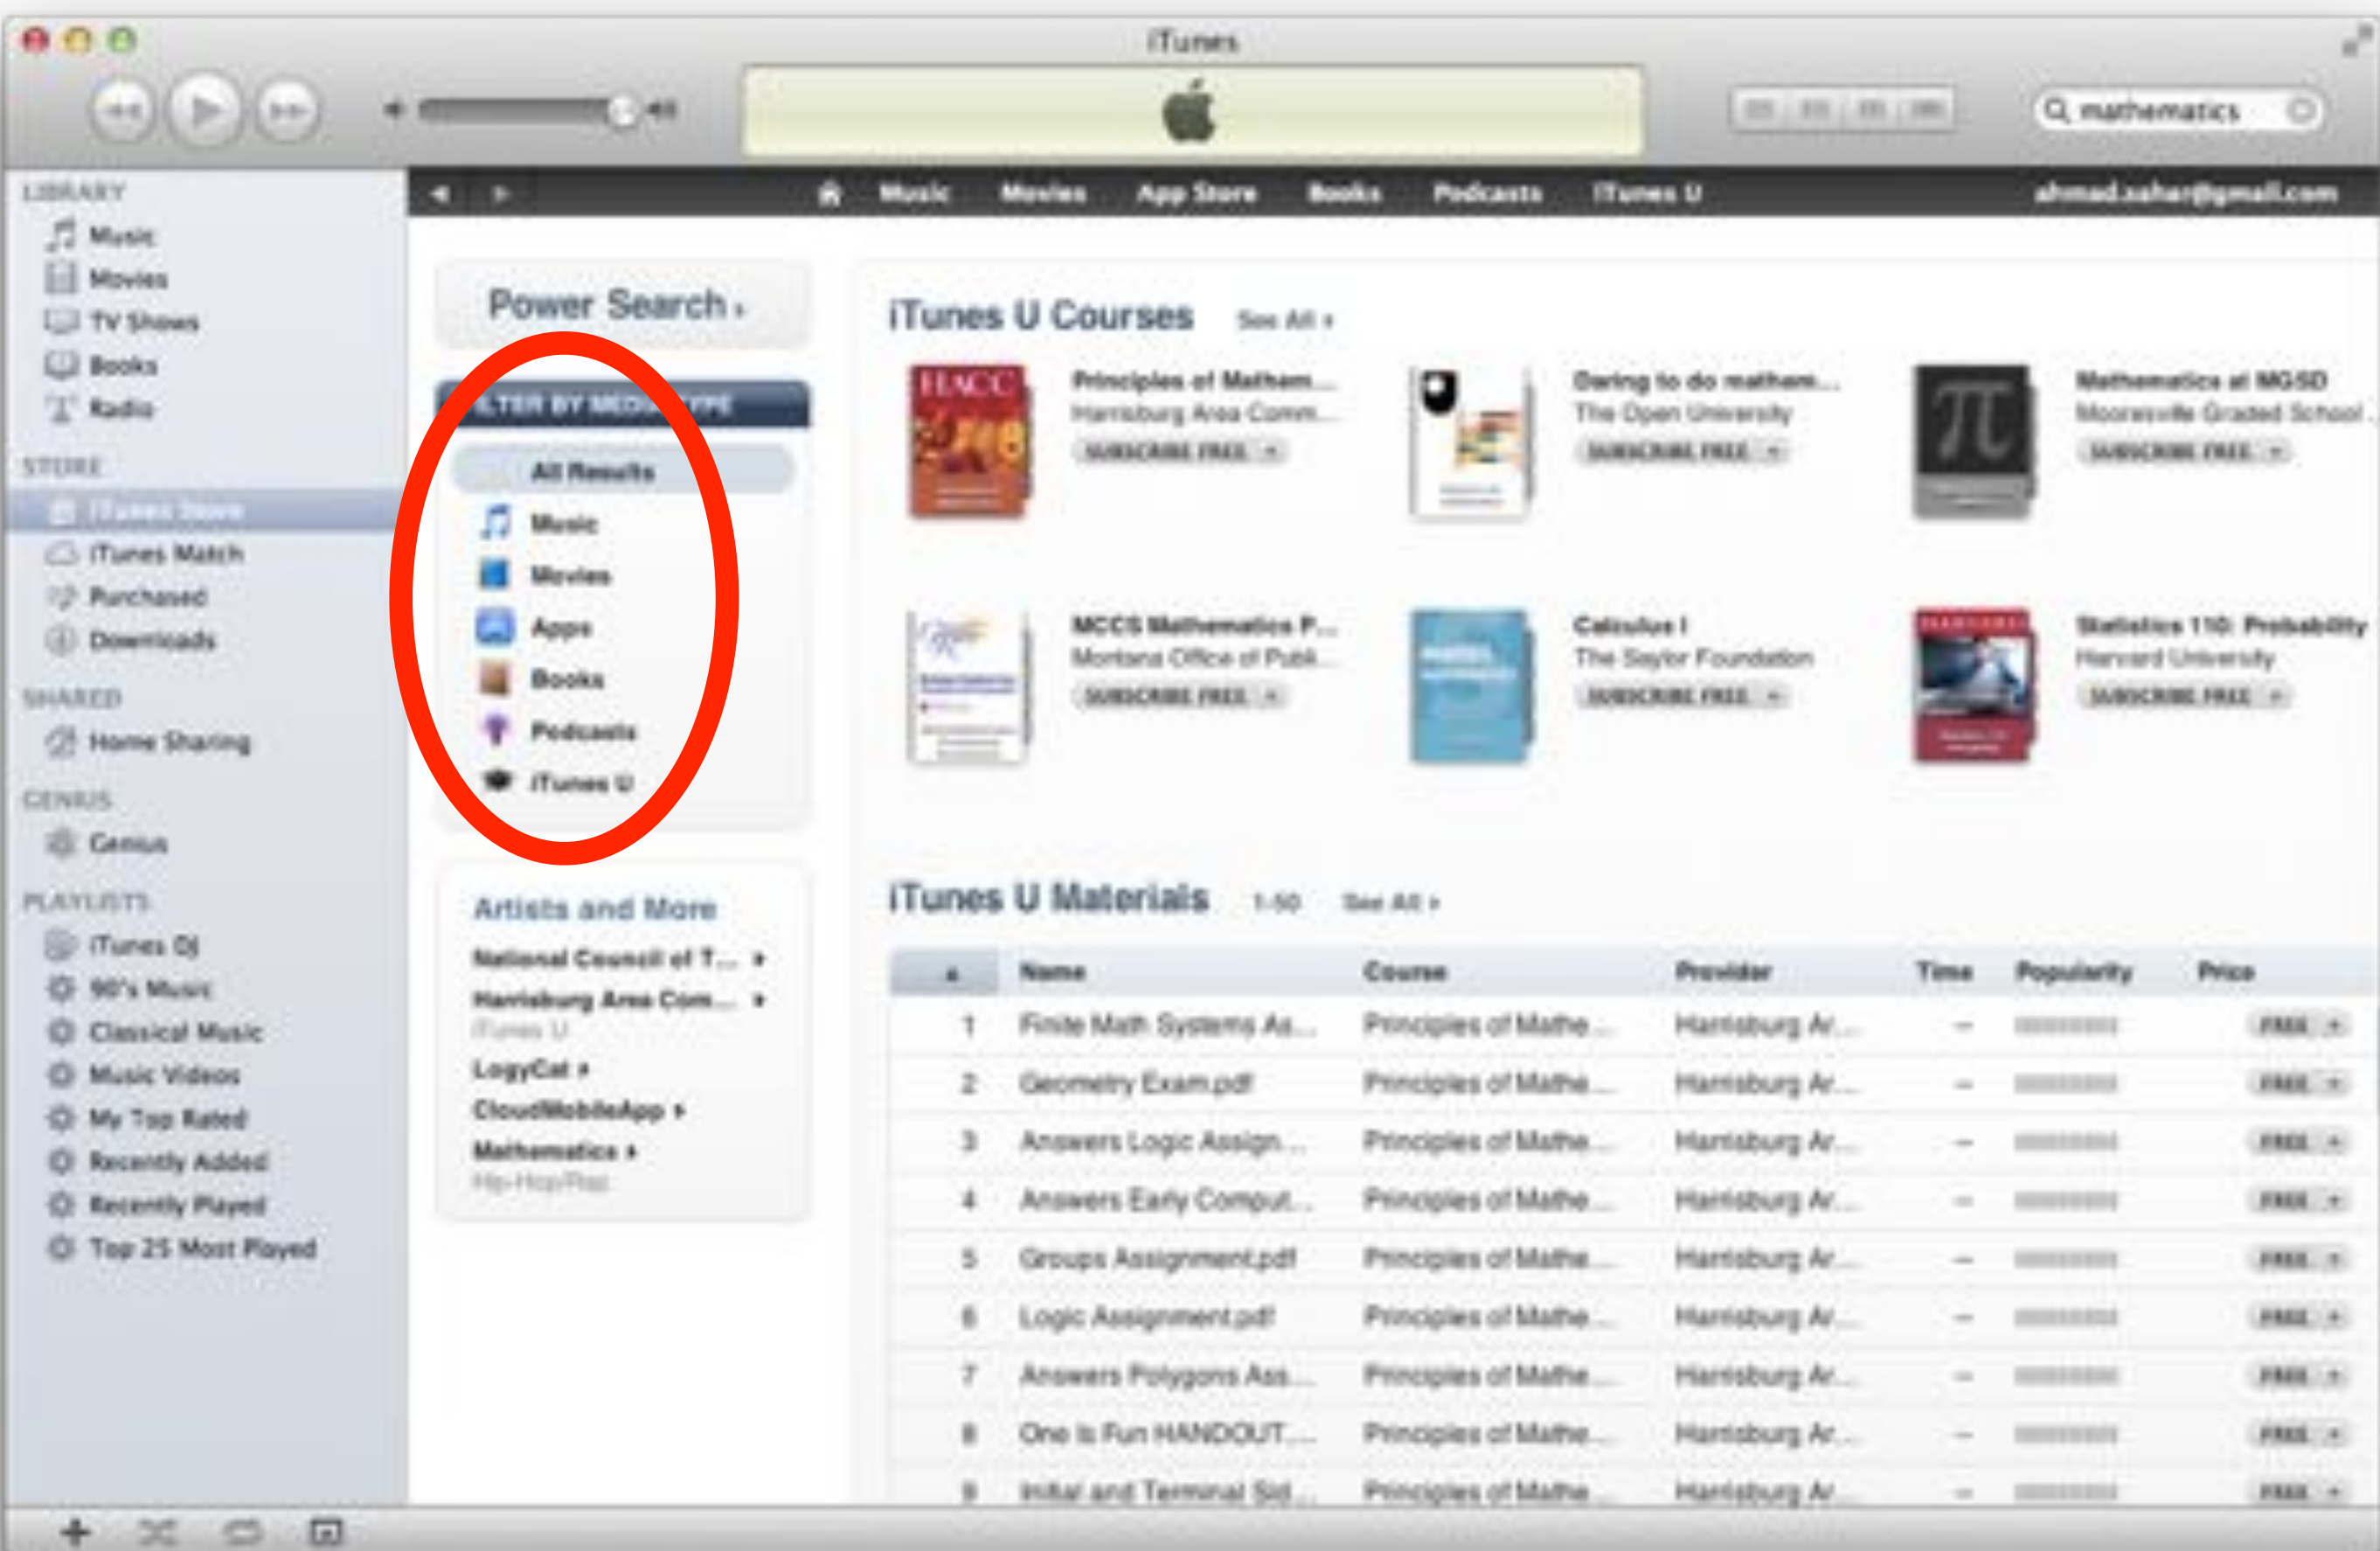 iTunes
mathematics
LIBRARY
Music
Movies
TV Shows
Books
Radio
STORE
iTunes Store
iTunes Match
Purchased
Downloads
SHARED
Home Sharing
GENIUS
Genius
PLAYLISTS
iTunes DJ
90's Music
Classical Music
Music Videos
My Top Rated
Recently Added
Recently Played
Top 25 Most Played
Music Movies App Store Books Podcasts iTunes U ahmad.sahar@gmail.com
Power Search
FILTER BY MEDIA TYPE
All Results
Music
Movies
Apps
Books
Podcasts
iTunes U
Artists and More
National Council of T...
Harrisburg Area Com...
iTunes U
LogyCat
CloudMobileApp
Mathematics
Hip-Hop/Rap
iTunes U Courses See All
HACC
Principles of Mathem...
Harrisburg Area Comm...
SUBSCRIBE FREE
Daring to do mathem...
The Open University
SUBSCRIBE FREE
π
Mathematics at MGSD
Mooresville Graded School...
SUBSCRIBE FREE
MCCS Mathematics P...
Montana Office of Publi...
SUBSCRIBE FREE
Calculus I
The Saylor Foundation
SUBSCRIBE FREE
Statistics 110: Probability
Harvard University
SUBSCRIBE FREE
iTunes U Materials 1-50 See All
Name Course Provider Time Popularity Price
1 Finite Math Systems As... Principles of Mathe... Harrisburg Ar... — FREE
2 Geometry Exam.pdf Principles of Mathe... Harrisburg Ar... — FREE
3 Answers Logic Assign... Principles of Mathe... Harrisburg Ar... — FREE
4 Answers Early Comput... Principles of Mathe... Harrisburg Ar... — FREE
5 Groups Assignment.pdf Principles of Mathe... Harrisburg Ar... — FREE
6 Logic Assignment.pdf Principles of Mathe... Harrisburg Ar... — FREE
7 Answers Polygons Ass... Principles of Mathe... Harrisburg Ar... — FREE
8 One Is Fun HANDOUT.... Principles of Mathe... Harrisburg Ar... — FREE
9 Initial and Terminal Sid... Principles of Mathe... Harrisburg Ar... — FREE